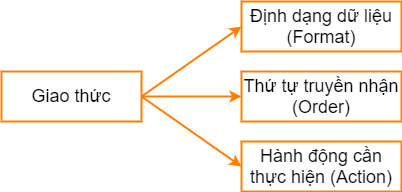 Giao thức
Định dạng dữ liệu
(Format)
Thứ tự truyền nhận
(Order)
Hành động cần
thực hiện (Action)